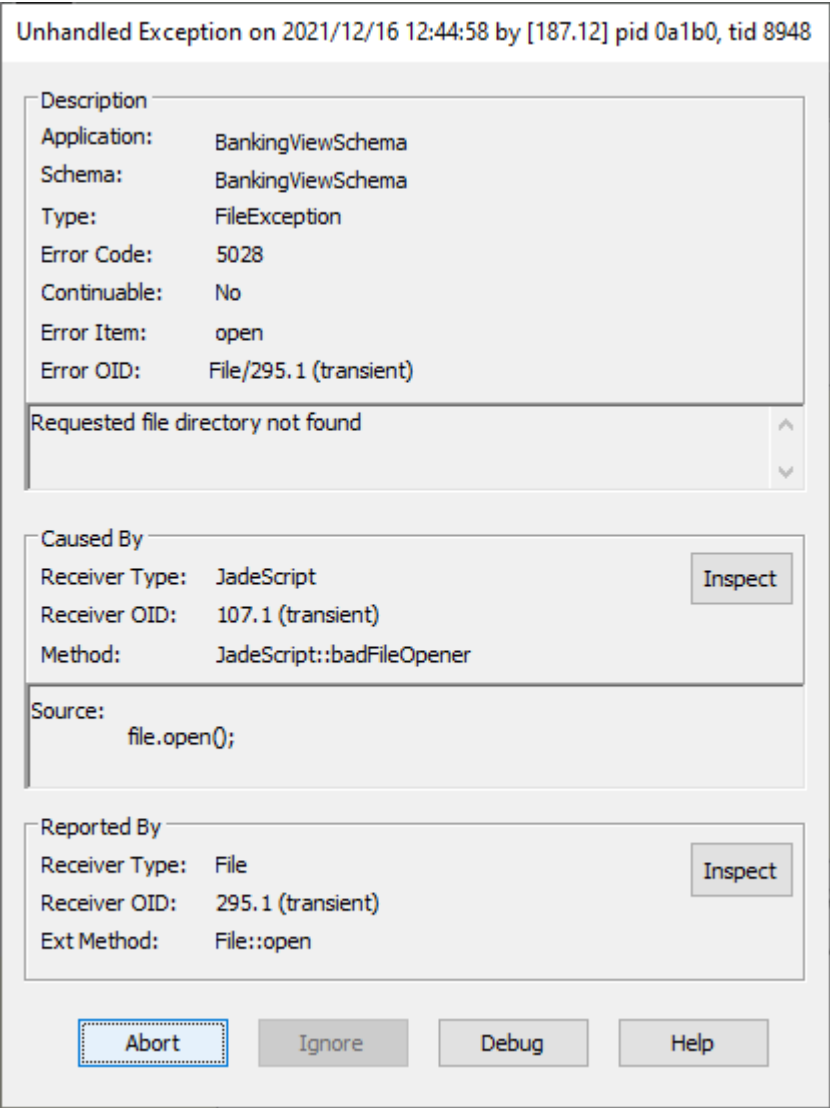 Unhandled Exception on 2021/12/16 12:44:58 by [187.12] pid 0a1b0, tid 8948
Description
Application: BankingViewSchema
Schema: BankingViewSchema
Type: FileException
Error Code: 5028
Continuable: No
Error Item: open
Error OID: File/295.1 (transient)
Requested file directory not found
Caused By
Receiver Type: JadeScript
Inspect
Receiver OID: 107.1 (transient)
Method: JadeScript::badFileOpener
Source:
file.open();
Reported By
Receiver Type: File
Inspect
Receiver OID: 295.1 (transient)
Ext Method: File::open
Abort Ignore Debug Help